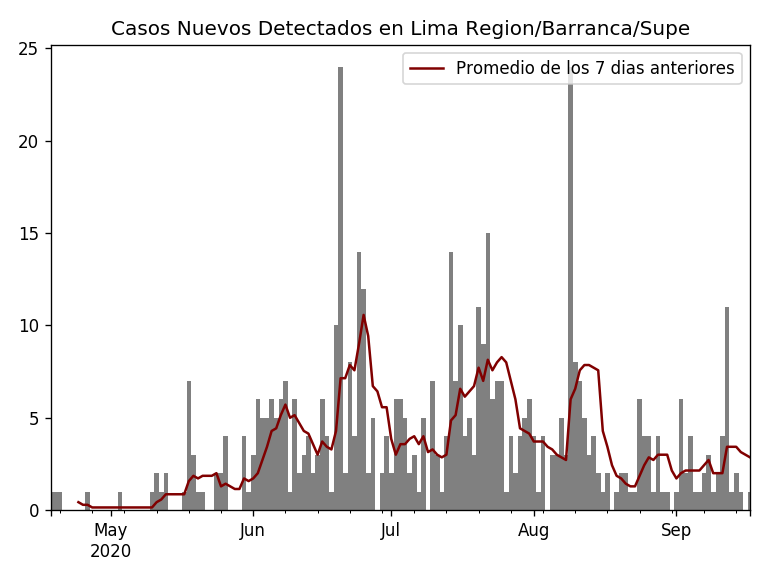 Casos Nuevos Detectados en Lima Region/Barranca/Supe
25
20
15
10
5
0
Promedio de los 7 dias anteriores
May Jun Jul Aug Sep
2020